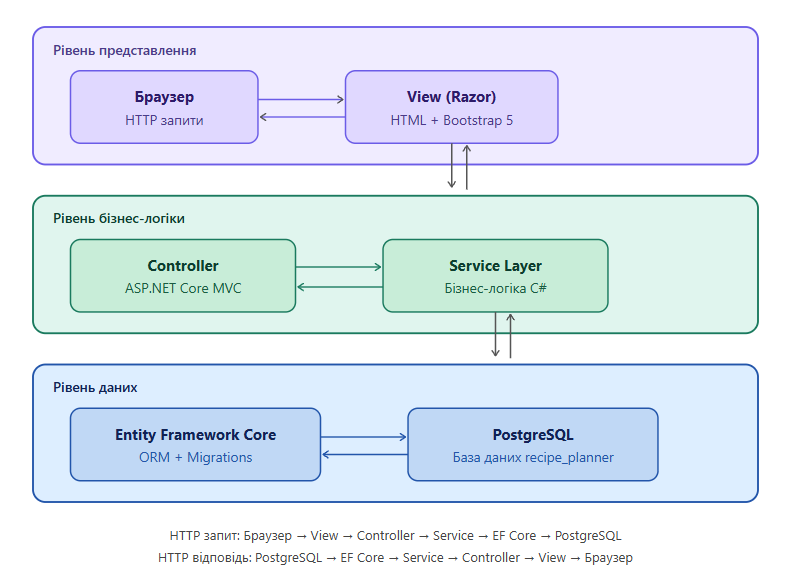 Рівень представлення
Браузер
HTTP запити
View (Razor)
HTML + Bootstrap 5
Рівень бізнес-логіки
Controller
ASP.NET Core MVC
Service Layer
Бізнес-логіка C#
Рівень даних
Entity Framework Core
ORM + Migrations
PostgreSQL
База даних recipe_planner
HTTP запит: Браузер → View → Controller → Service → EF Core → PostgreSQL
HTTP відповідь: PostgreSQL → EF Core → Service → Controller → View → Браузер